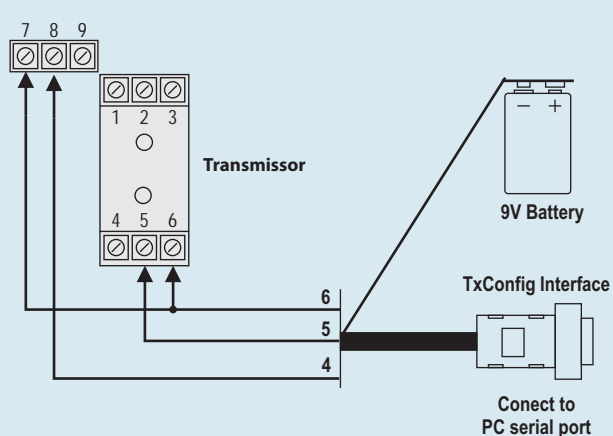 7 8 9
1 2 3
Transmissor
4 5 6
− +
9V Battery
6
5
4
TxConfig Interface
Conect to
PC serial port